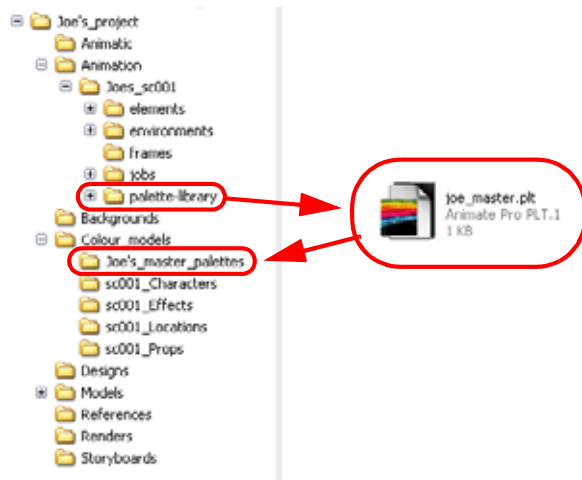 Joe's_project
Animatic
Animation
Joes_sc001
elements
environments
frames
jobs
palette-library
Backgrounds
Colour_models
Joe's_master_palettes
sc001_Characters
sc001_Effects
sc001_Locations
sc001_Props
Designs
Models
References
Renders
Storyboards
joe_master.plt
Animate Pro PLT.1
1 KB